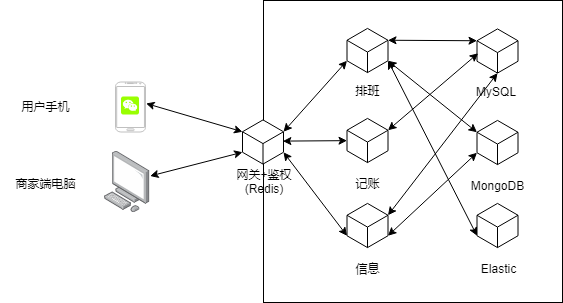 用户手机
商家端电脑
网关+鉴权
(Redis)
排班
记账
信息
MySQL
MongoDB
Elastic